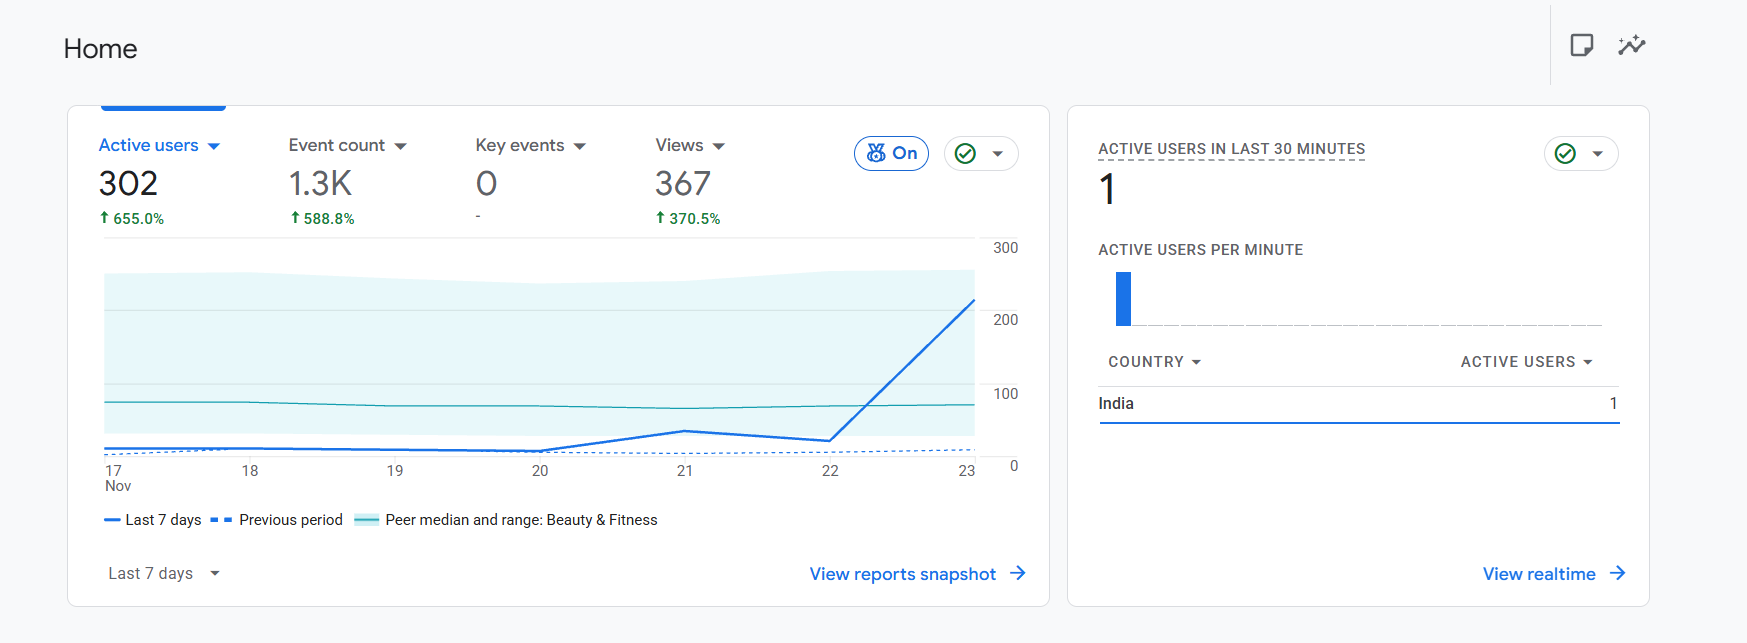 Home
Active users
302
655.0%
Event count
1.3K
588.8%
Key events
0
-
Views
367
370.5%
On
300
200
100
0
17 18 19 20 21 22 23
Nov
Last 7 days Previous period Peer median and range: Beauty & Fitness
Last 7 days
View reports snapshot
ACTIVE USERS IN LAST 30 MINUTES
1
ACTIVE USERS PER MINUTE
COUNTRY ACTIVE USERS
India 1
View realtime